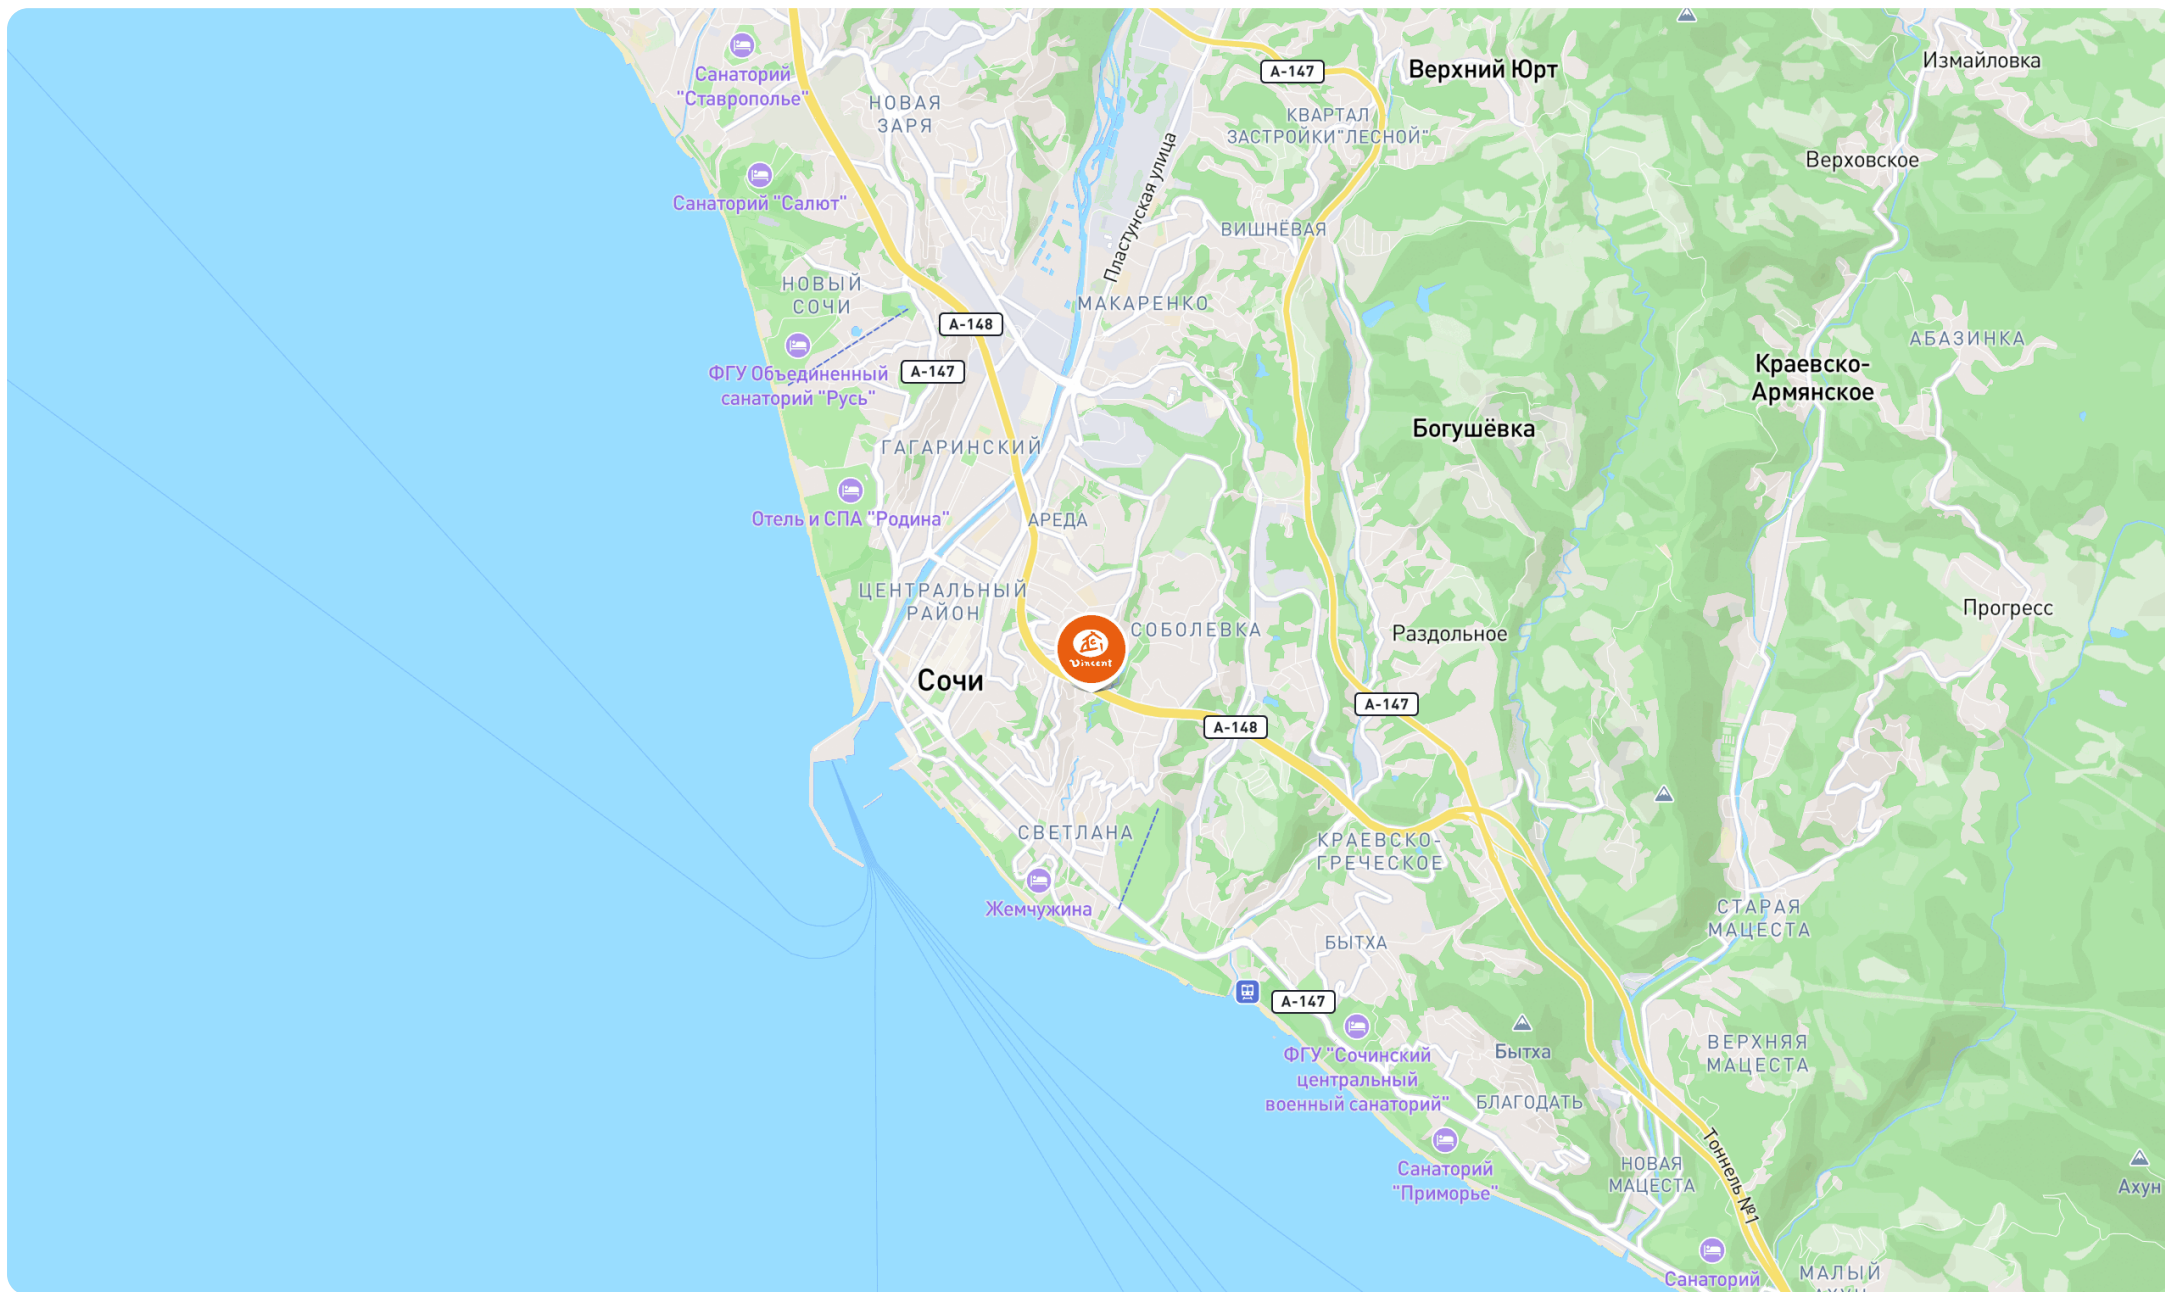 Измайловка
А-147
Верхний Юрт
Санаторий
"Ставрополье"
НОВАЯ
ЗАРЯ
КВАРТАЛ
ЗАСТРОЙКИ"ЛЕСНОЙ"
Верховское
Пластунская улица
Санаторий "Салют"
ВИШНЁВАЯ
НОВЫЙ
СОЧИ
МАКАРЕНКО
А-148
АБАЗИНКА
А-147
ФГУ Объединенный
санаторий "Русь"
Краевско-
Армянское
Богушёвка
ГАГАРИНСКИЙ
Отель и СПА "Родина"
АРЕДА
ЦЕНТРАЛЬНЫЙ
РАЙОН
Прогресс
СОБОЛЕВКА
Раздольное
Vincent
Сочи
А-147
А-148
СВЕТЛАНА
КРАЕВСКО-
ГРЕЧЕСКОЕ
Жемчужина
СТАРАЯ
МАЦЕСТА
БЫТХА
А-147
ФГУ "Сочинский
центральный
военный санаторий"
Бытха
ВЕРХНЯЯ
МАЦЕСТА
БЛАГОДАТЬ
Тоннель №1
Санаторий
"Приморье"
НОВАЯ
МАЦЕСТА
Ахун
Санаторий
МАЛЫЙ
АХУН